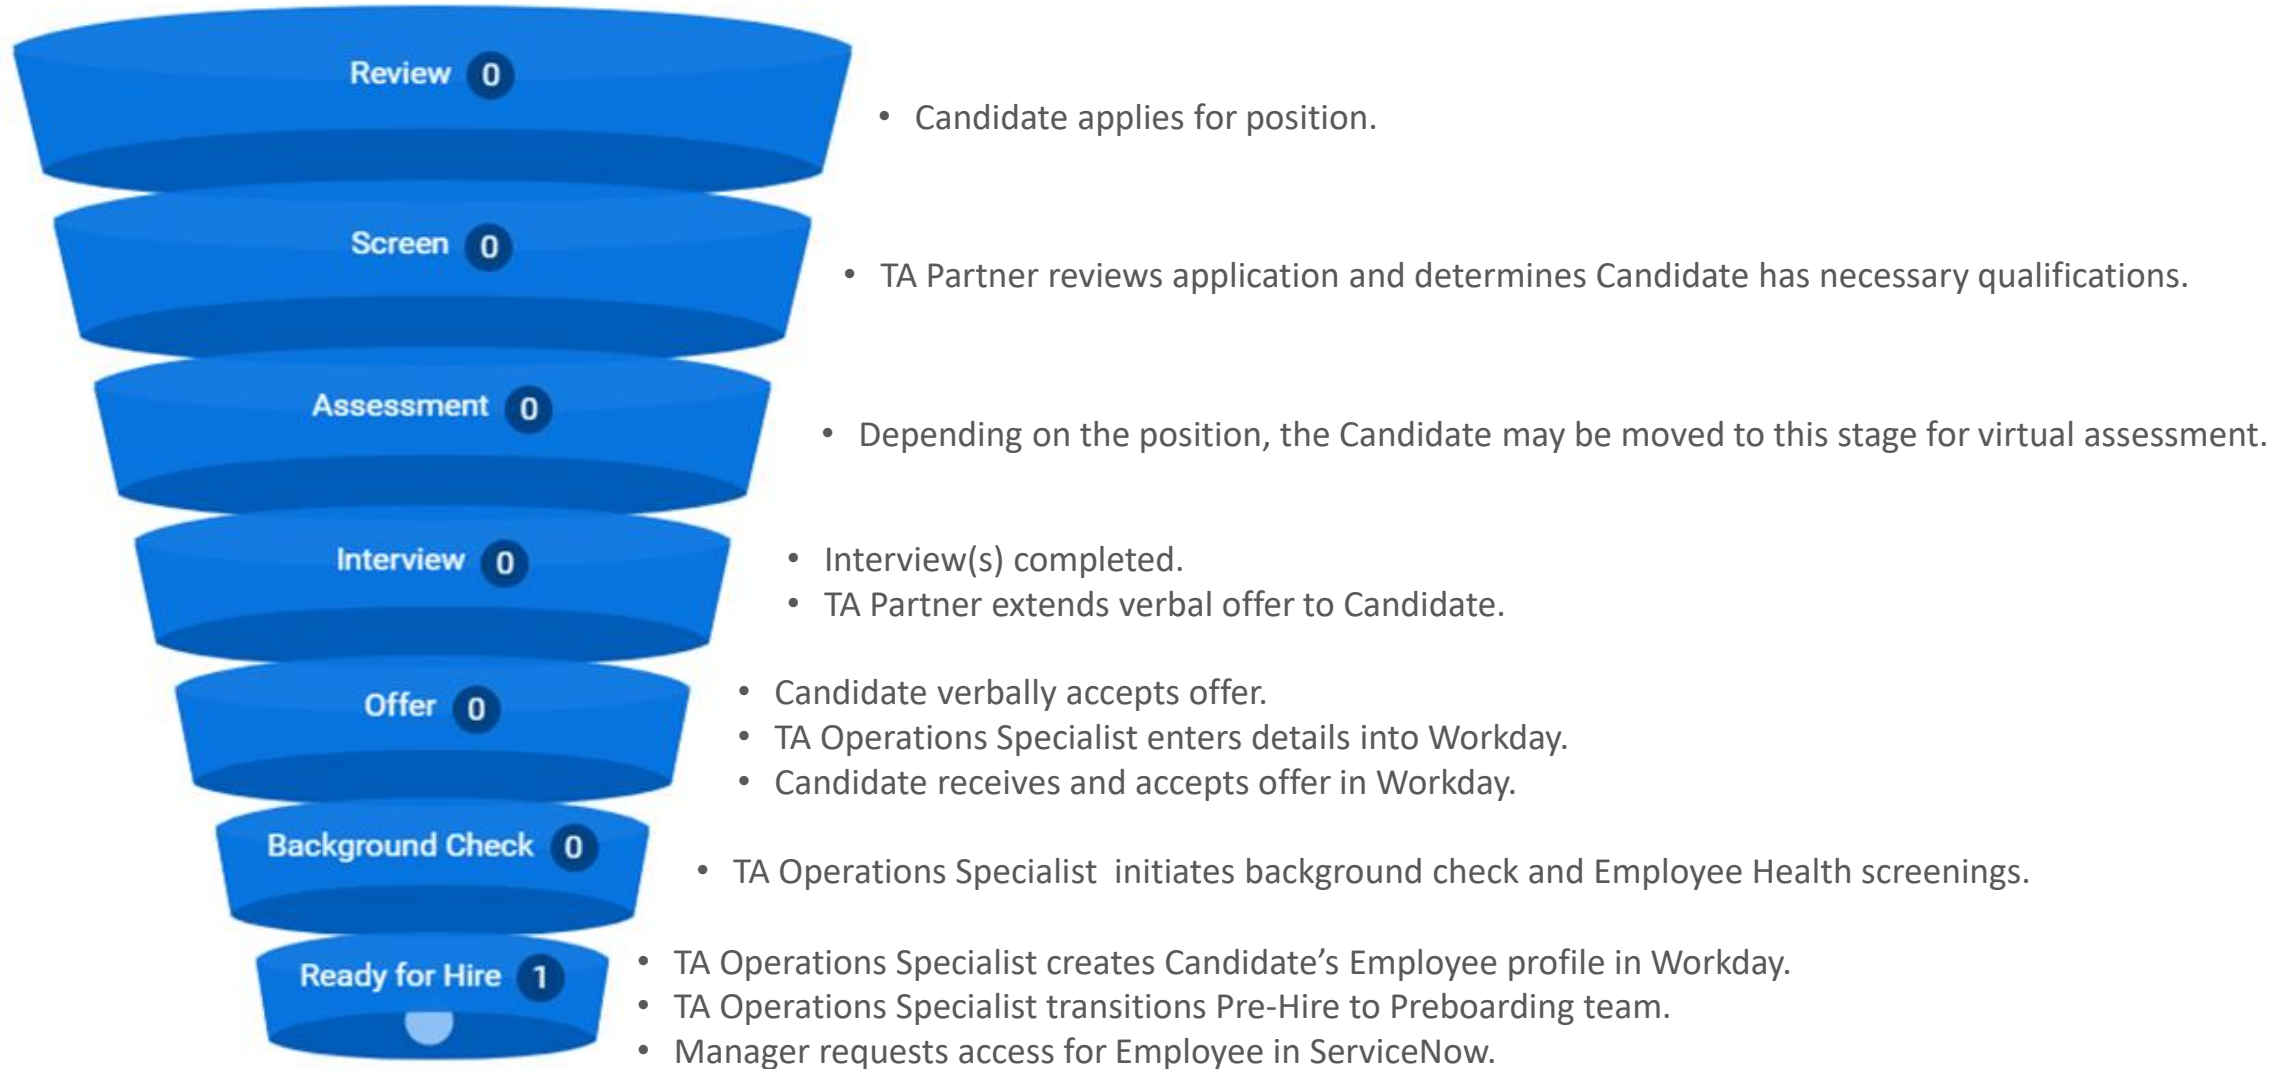 Review 0
• Candidate applies for position.
Screen 0
• TA Partner reviews application and determines Candidate has necessary qualifications.
Assessment 0
• Depending on the position, the Candidate may be moved to this stage for virtual assessment.
Interview 0
• Interview(s) completed.
• TA Partner extends verbal offer to Candidate.
Offer 0
• Candidate verbally accepts offer.
• TA Operations Specialist enters details into Workday.
• Candidate receives and accepts offer in Workday.
Background Check 0
• TA Operations Specialist  initiates background check and Employee Health screenings.
Ready for Hire 1
• TA Operations Specialist creates Candidate’s Employee profile in Workday.
• TA Operations Specialist transitions Pre-Hire to Preboarding team.
• Manager requests access for Employee in ServiceNow.